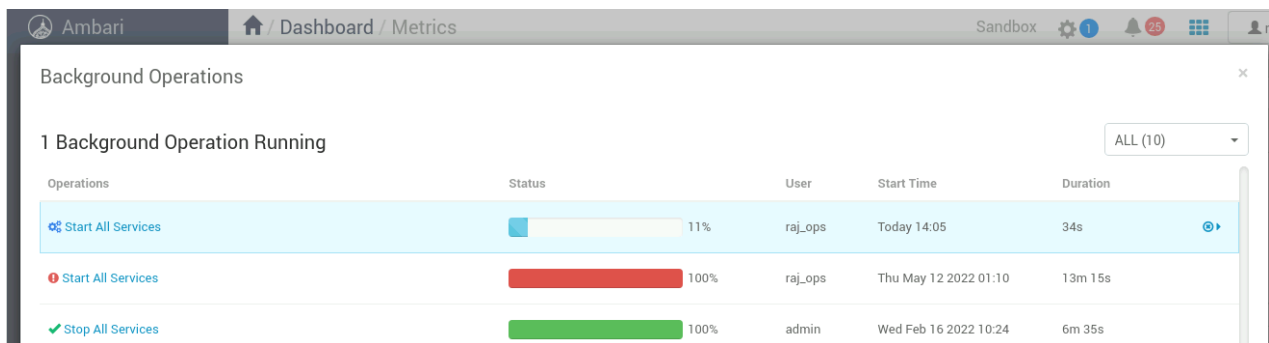 Ambari / Dashboard / Metrics Sandbox 1 25
Background Operations ×
1 Background Operation Running ALL (10)
Operations Status User Start Time Duration
Start All Services 11% raj_ops Today 14:05 34s
Start All Services 100% raj_ops Thu May 12 2022 01:10 13m 15s
Stop All Services 100% admin Wed Feb 16 2022 10:24 6m 35s